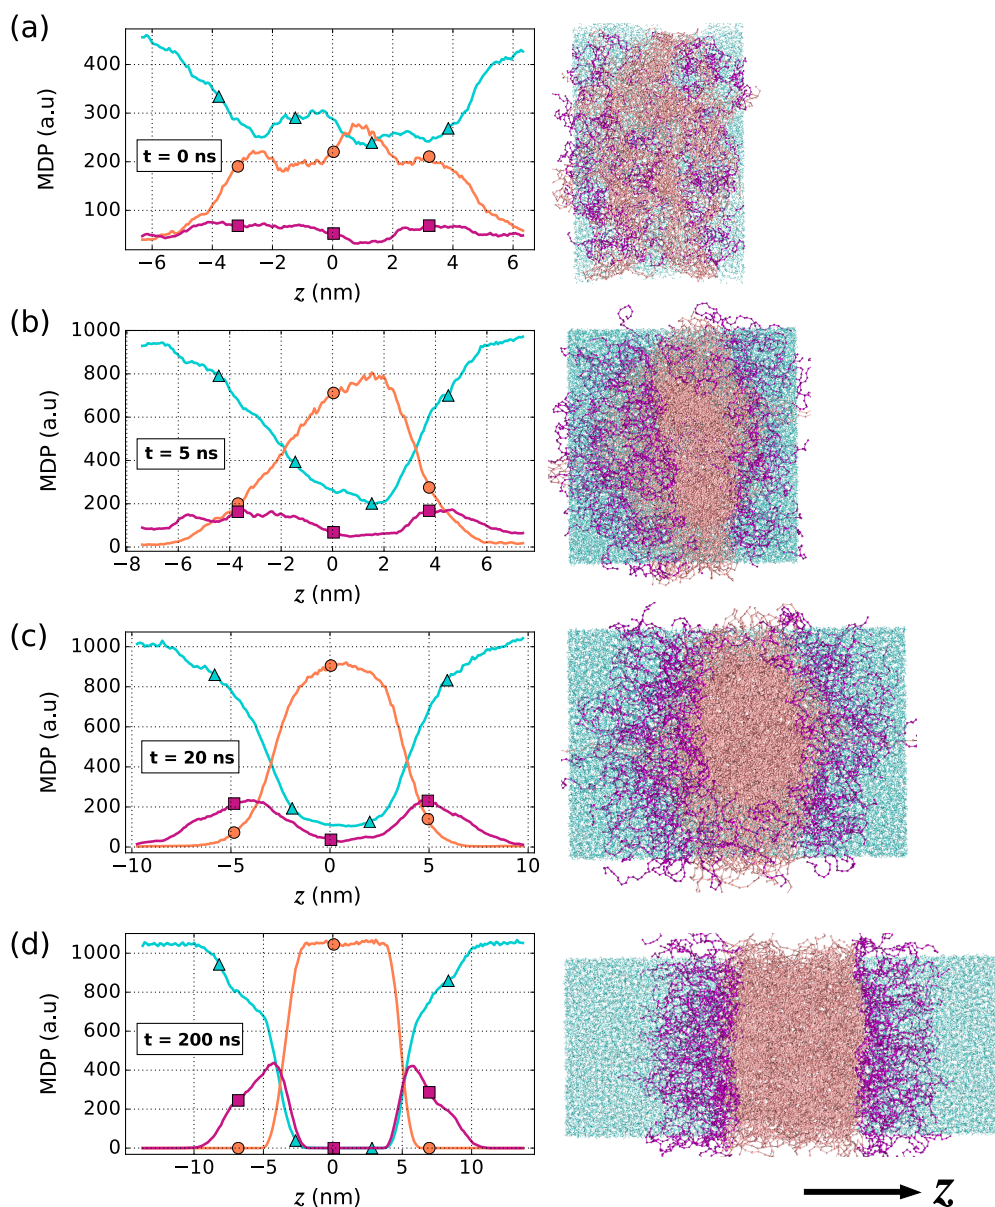 (a)
MDP (a.u)
400
300
200
100
t = 0 ns
−6 −4 −2 0 2 4 6
z (nm)
(b)
MDP (a.u)
1000
800
600
400
200
0
t = 5 ns
−8 −6 −4 −2 0 2 4 6
z (nm)
(c)
MDP (a.u)
1000
800
600
400
200
0
t = 20 ns
−10 −5 0 5 10
z (nm)
(d)
MDP (a.u)
1000
800
600
400
200
0
t = 200 ns
−10 −5 0 5 10
z (nm)
z